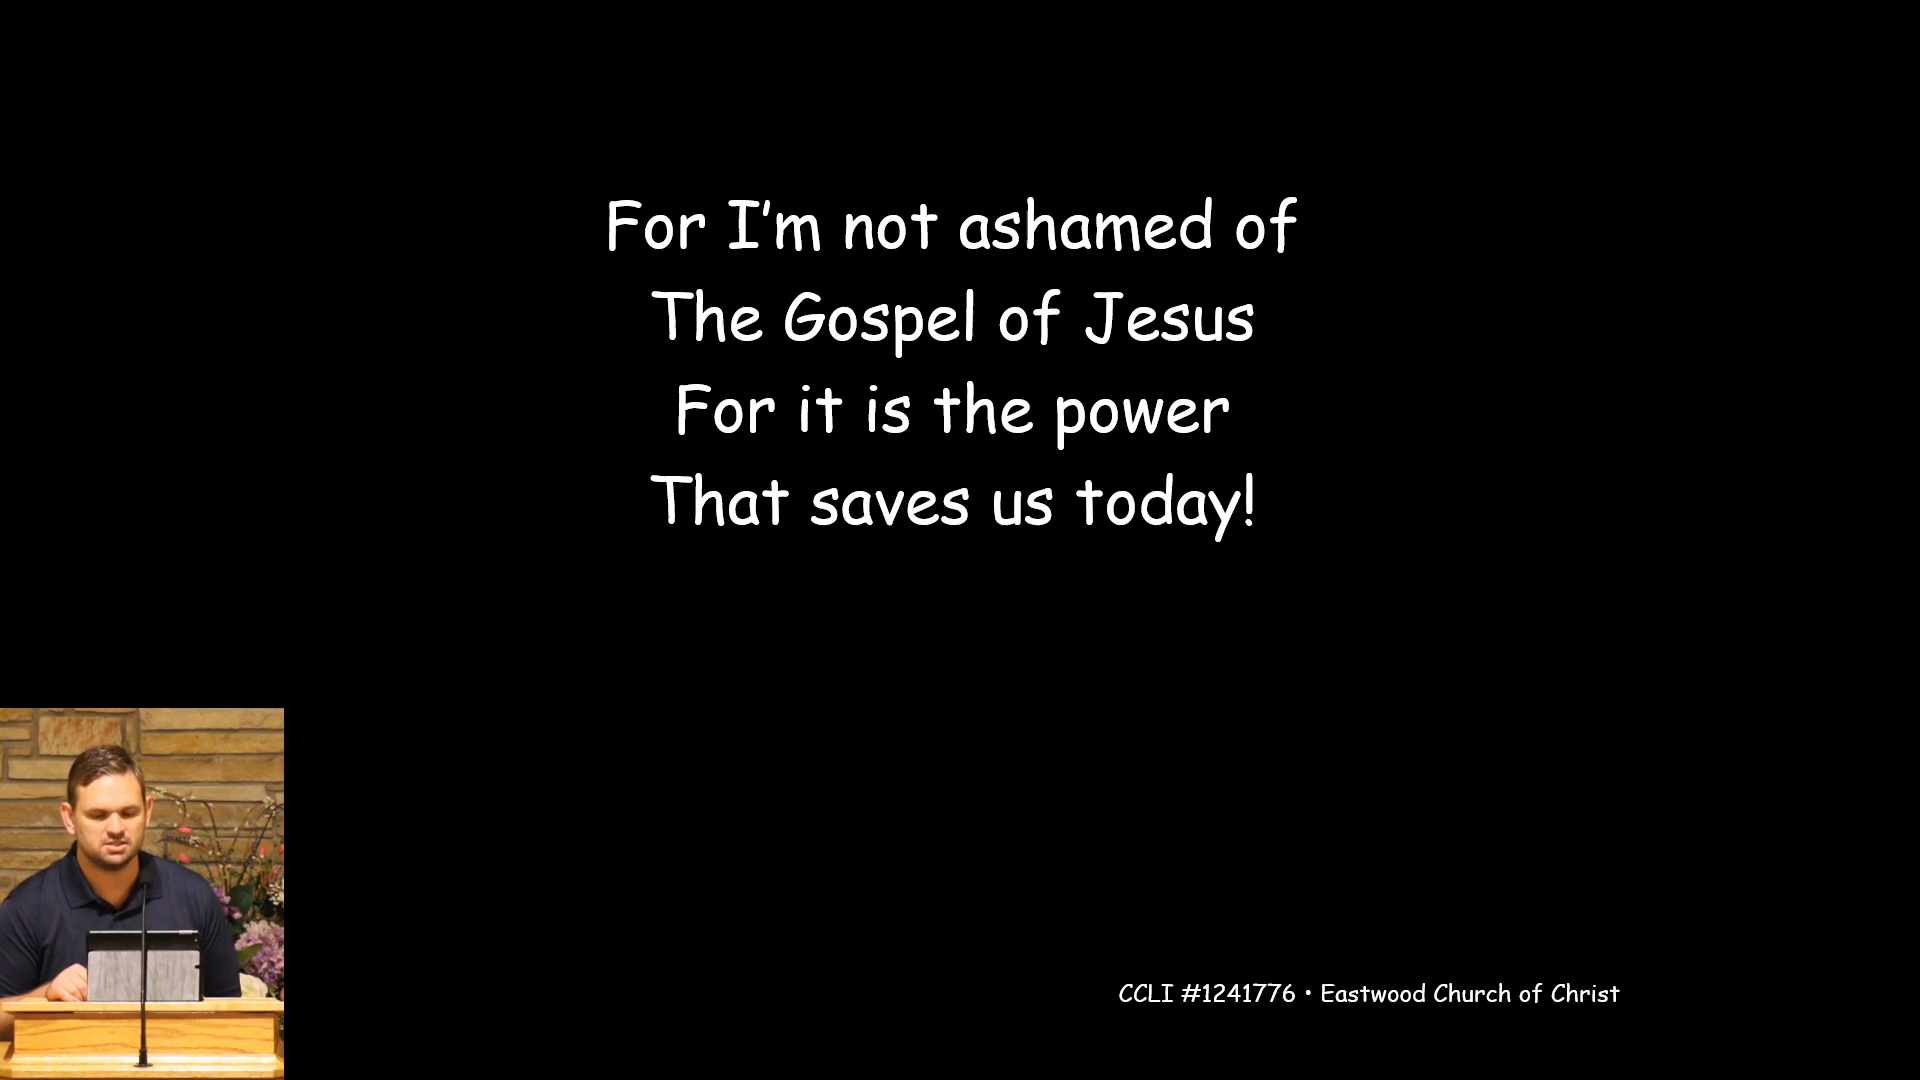 For I’m not ashamed of
The Gospel of Jesus
For it is the power
That saves us today!
CCLI #1241776 • Eastwood Church of Christ